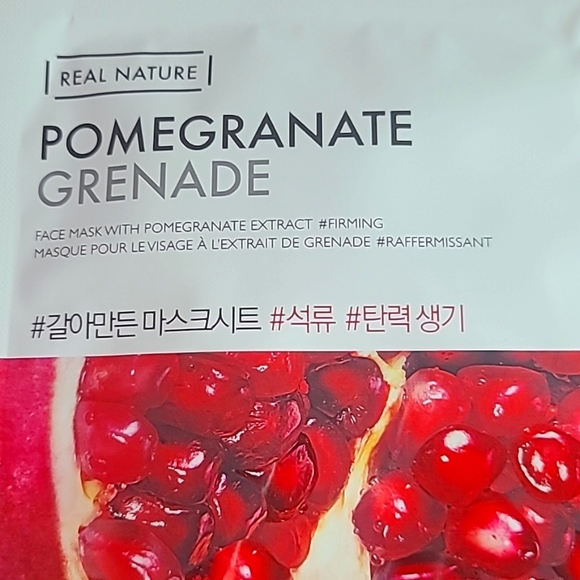 REAL NATURE
POMEGRANATE
GRENADE
FACE MASK WITH POMEGRANATE EXTRACT #FIRMING
MASQUE POUR LE VISAGE À L'EXTRAIT DE GRENADE #RAFFERMISSANT
#갈아만든 마스크시트 #석류 #탄력 생기